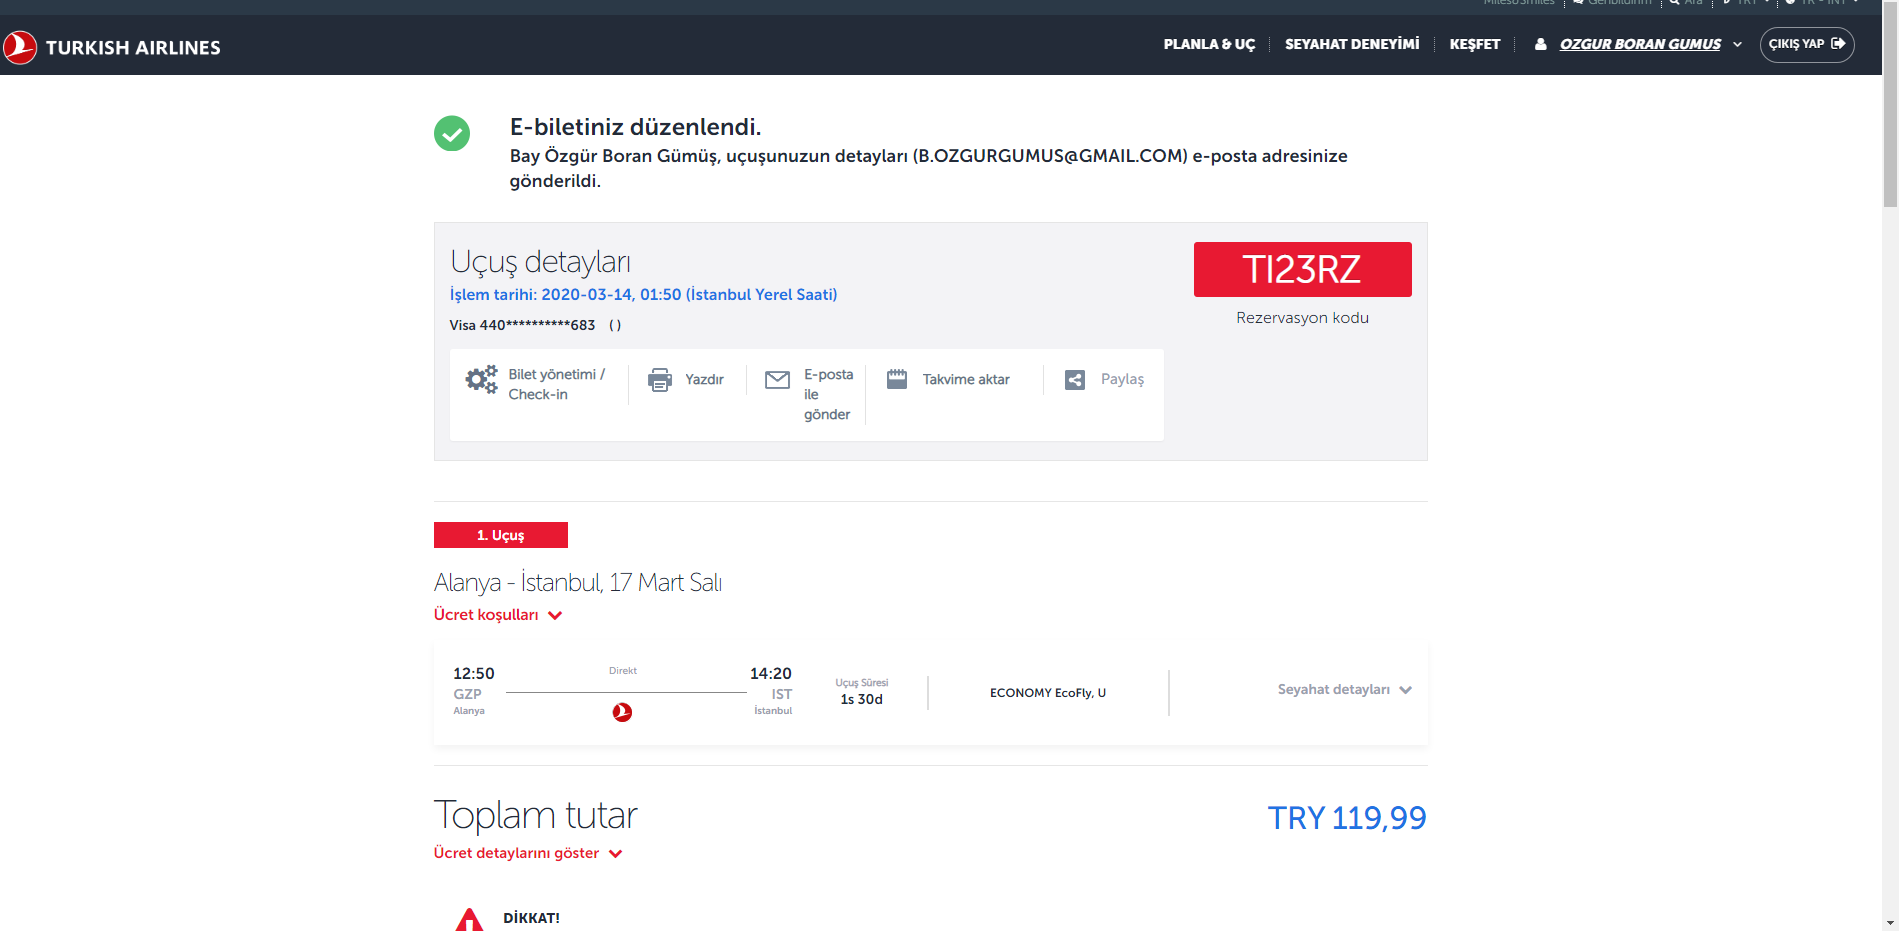 Miles&Smiles Geribildirim Ara TRY TR - INT
TURKISH AIRLINES
PLANLA & UÇ SEYAHAT DENEYİMİ KEŞFET OZGUR BORAN GUMUS ÇIKIŞ YAP
E-biletiniz düzenlendi.
Bay Özgür Boran Gümüş, uçuşunuzun detayları (B.OZGURGUMUS@GMAIL.COM) e-posta adresinize
gönderildi.
Uçuş detayları
İşlem tarihi: 2020-03-14, 01:50 (İstanbul Yerel Saati)
Visa 440**********683 ( )
TI23RZ
Rezervasyon kodu
Bilet yönetimi /
Check-in
Yazdır
E-posta
ile
gönder
Takvime aktar
Paylaş
1. Uçuş
Alanya - İstanbul, 17 Mart Salı
Ücret koşulları
12:50
GZP
Alanya
Direkt
14:20
IST
İstanbul
Uçuş Süresi
1s 30d
ECONOMY EcoFly, U
Seyahat detayları
Toplam tutar
TRY 119,99
Ücret detaylarını göster
DİKKAT!